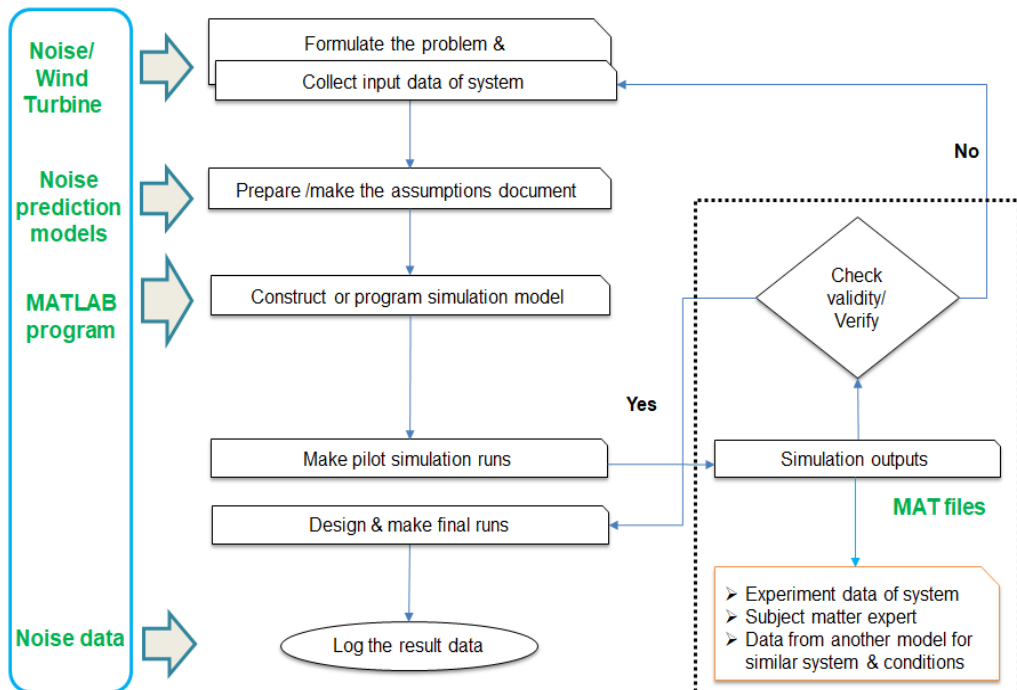 Noise/
Wind
Turbine
Formulate the problem &
Collect input data of system
No
Noise
prediction
models
Prepare /make the assumptions document
MATLAB
program
Construct or program simulation model
Check
validity/
Verify
Yes
Make pilot simulation runs
Simulation outputs
MAT files
Design & make final runs
➢ Experiment data of system
➢ Subject matter expert
➢ Data from another model for
similar system & conditions
Noise data
Log the result data